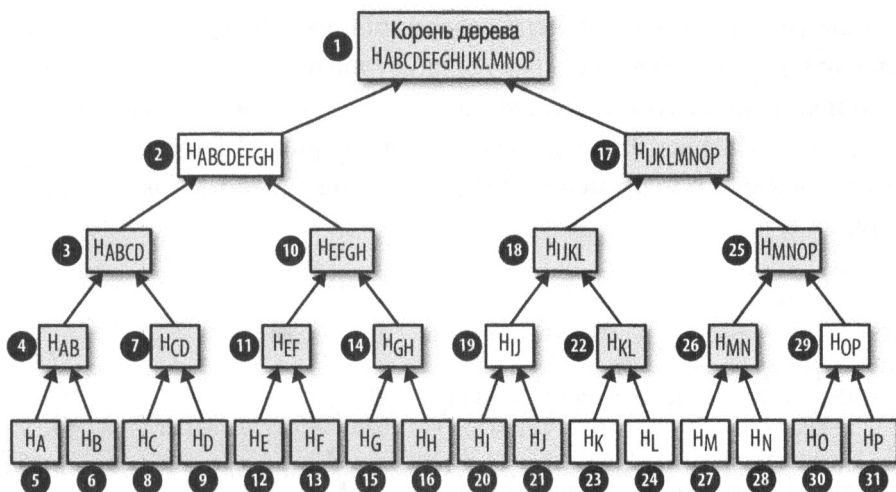 Корень дерева
1 HABCDEFGHIJKLMNOP
2 HABCDEFGH 17 HIJKLMNOP
3 HABCD 10 HEFGH 18 HIJKL 25 HMNOP
4 HAB 7 HCD 11 HEF 14 HGH 19 HIJ 22 HKL 26 HMN 29 HOP
HA HB HC HD HE HF HG HH HI HJ HK HL HM HN HO HP
5 6 8 9 12 13 15 16 20 21 23 24 27 28 30 31